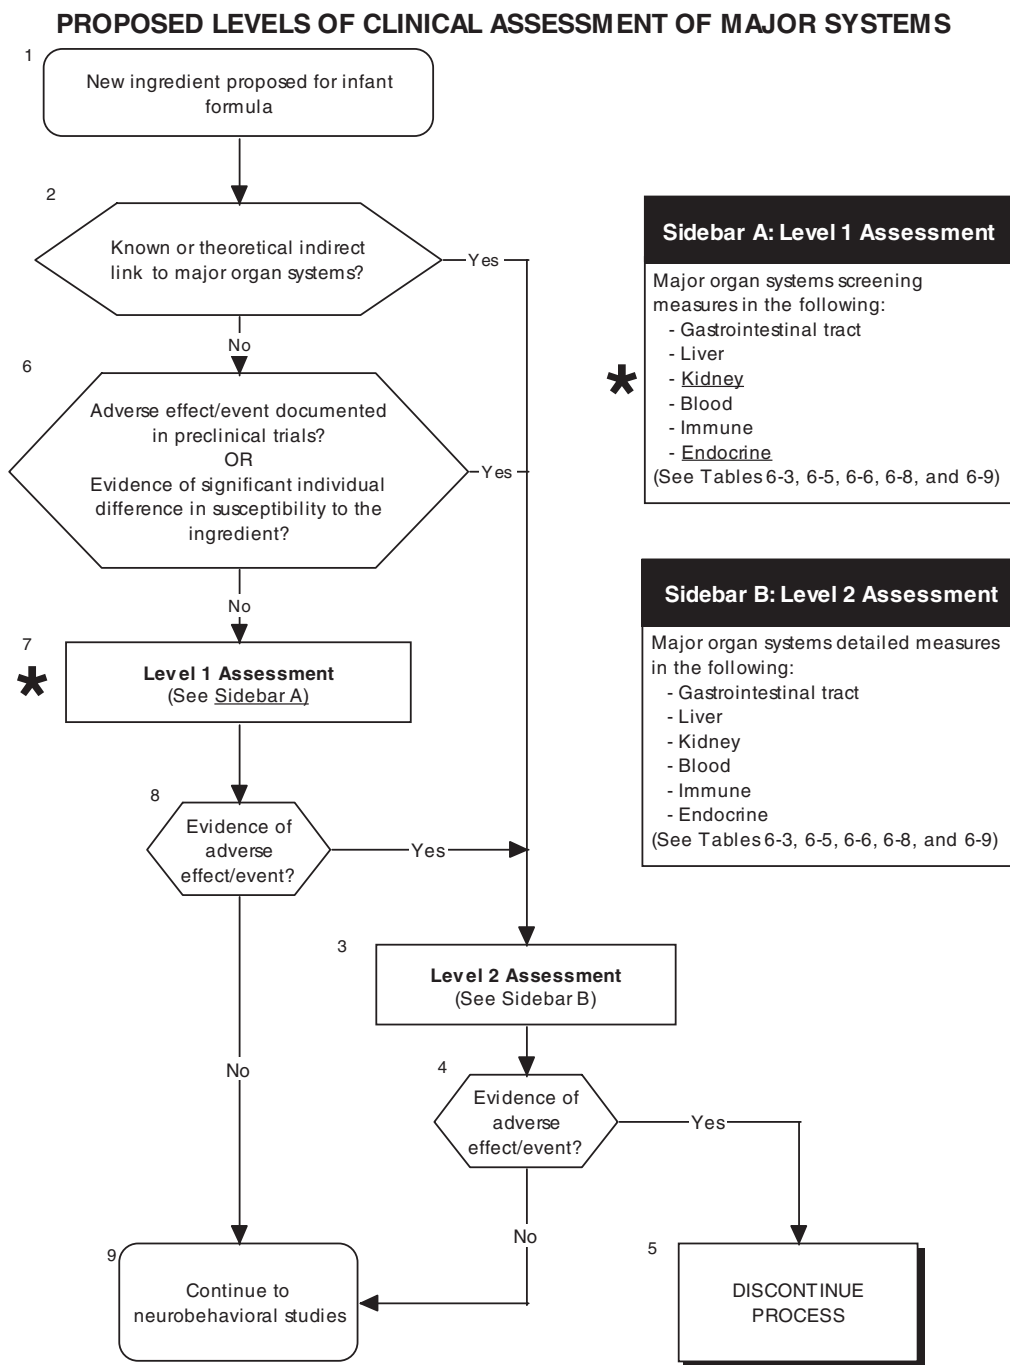 PROPOSED LEVELS OF CLINICAL ASSESSMENT OF MAJOR SYSTEMS
1
New ingredient proposed for infant
formula
2
Known or theoretical indirect
link to major organ systems?
Yes
No
6
Adverse effect/event documented
in preclinical trials?
OR
Evidence of significant individual
difference in susceptibility to the
ingredient?
Yes
No
7
*
Level 1 Assessment
(See Sidebar A)
8
Evidence of
adverse
effect/event?
Yes
No
3
Level 2 Assessment
(See Sidebar B)
4
Evidence of
adverse
effect/event?
Yes
No
9
Continue to
neurobehavioral studies
5
DISCONTINUE
PROCESS
Sidebar A: Level 1 Assessment
Major organ systems screening
measures in the following:
- Gastrointestinal tract
- Liver
*
- Kidney
- Blood
- Immune
- Endocrine
(See Tables 6-3, 6-5, 6-6, 6-8, and 6-9)
Sidebar B: Level 2 Assessment
Major organ systems detailed measures
in the following:
- Gastrointestinal tract
- Liver
- Kidney
- Blood
- Immune
- Endocrine
(See Tables 6-3, 6-5, 6-6, 6-8, and 6-9)